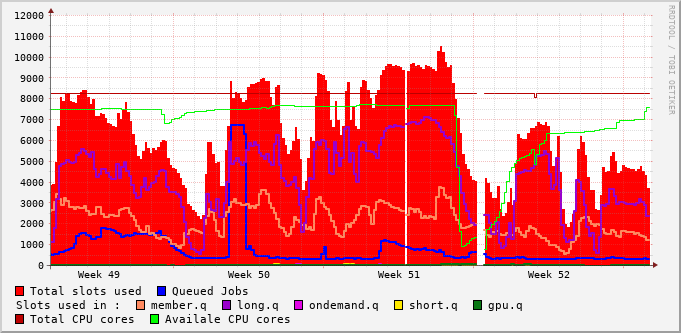 12000
11000
10000
9000
8000
7000
6000
5000
4000
3000
2000
1000
0
Week 49 Week 50 Week 51 Week 52
RRDTOOL / TOBI OETIKER
Total slots used Queued Jobs
Slots used in : member.q long.q ondemand.q short.q gpu.q
Total CPU cores Availale CPU cores